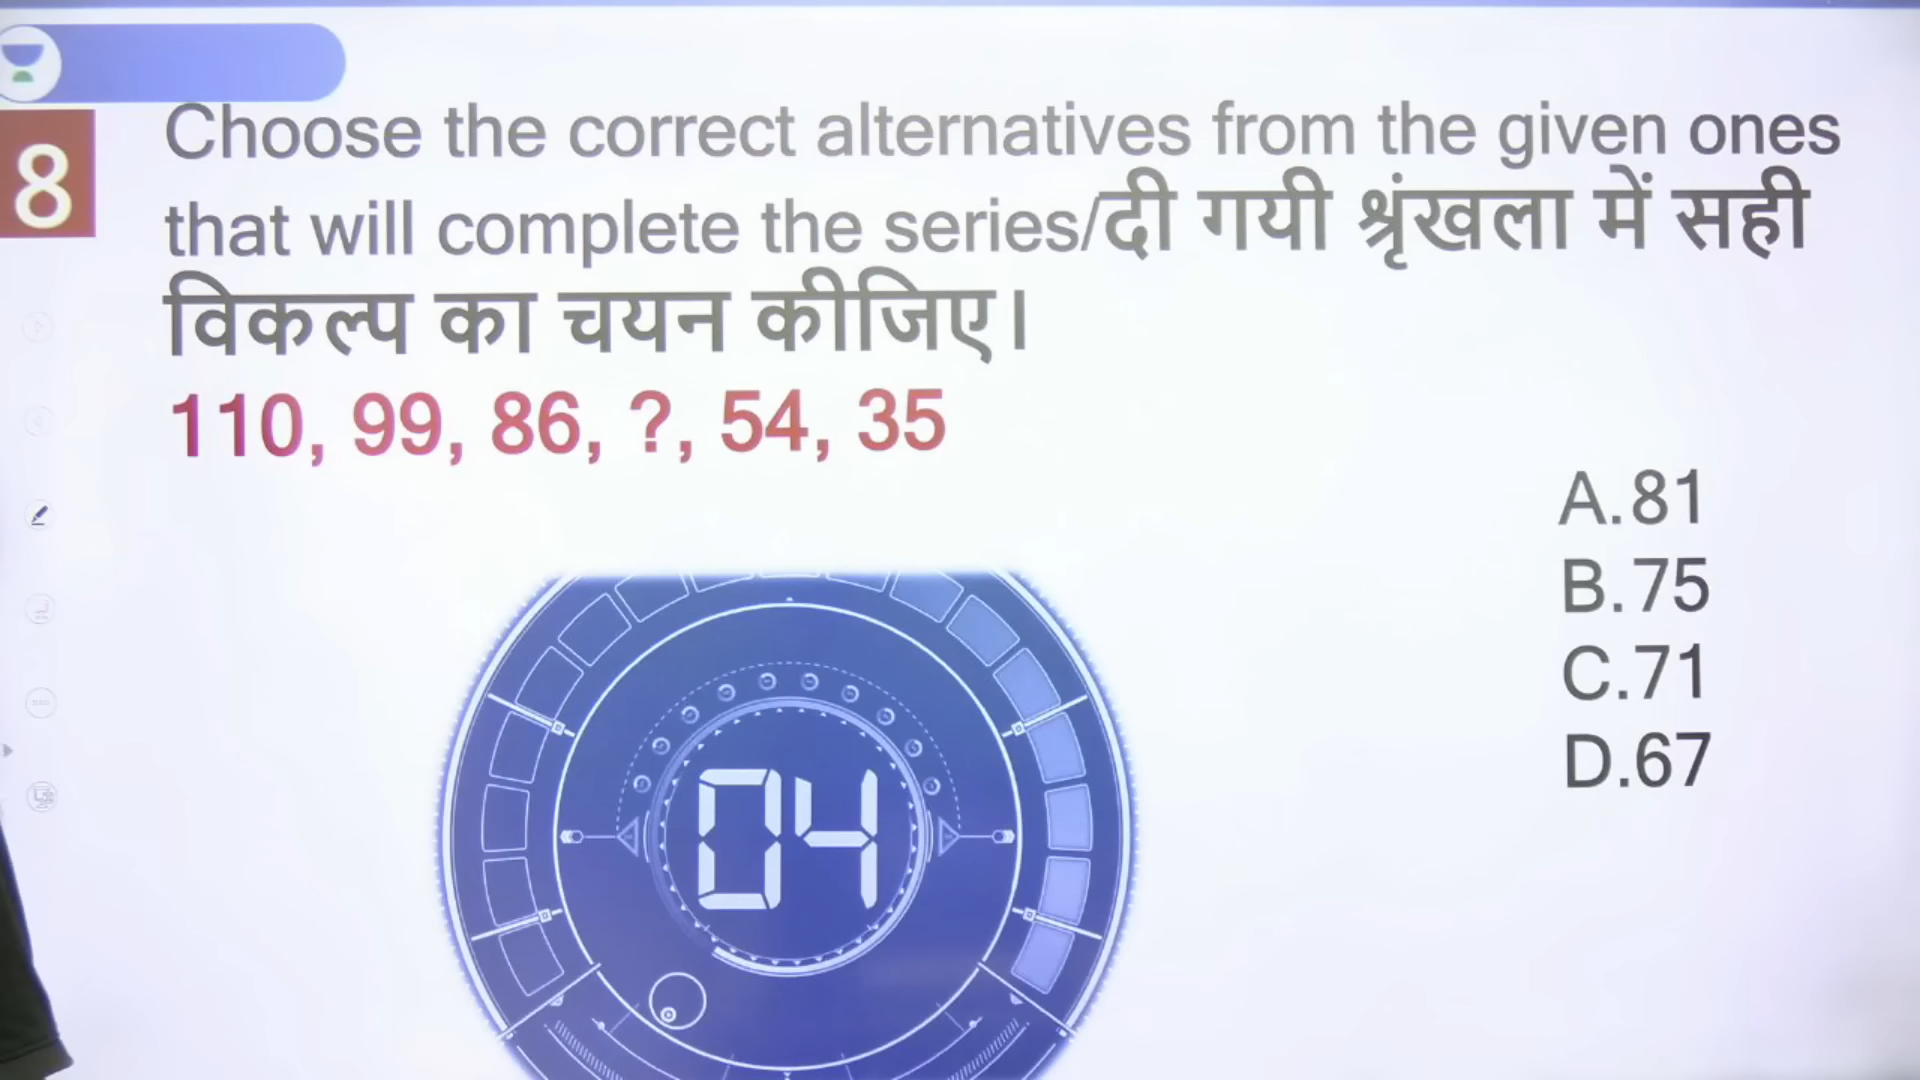 8
Choose the correct alternatives from the given ones
that will complete the series/दी गयी श्रृंखला में सही
विकल्प का चयन कीजिए।
110, 99, 86, ?, 54, 35
A.81
B.75
C.71
D.67
04